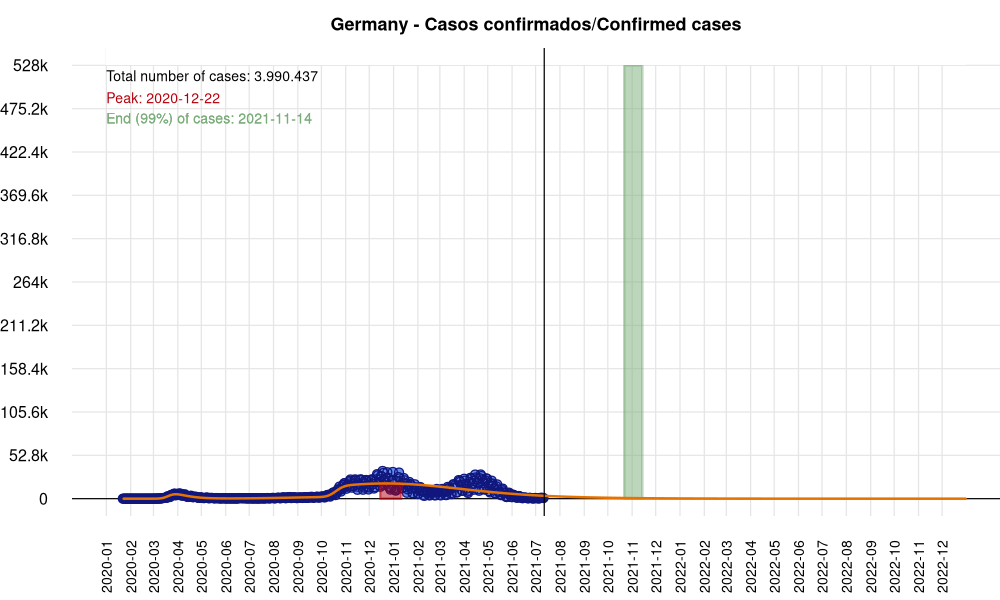 Germany - Casos confirmados/Confirmed cases
Total number of cases: 3.990.437
Peak: 2020-12-22
End (99%) of cases: 2021-11-14
528k
475.2k
422.4k
369.6k
316.8k
264k
211.2k
158.4k
105.6k
52.8k
0
2020-01
2020-02
2020-03
2020-04
2020-05
2020-06
2020-07
2020-08
2020-09
2020-10
2020-11
2020-12
2021-01
2021-02
2021-03
2021-04
2021-05
2021-06
2021-07
2021-08
2021-09
2021-10
2021-11
2021-12
2022-01
2022-02
2022-03
2022-04
2022-05
2022-06
2022-07
2022-08
2022-09
2022-10
2022-11
2022-12